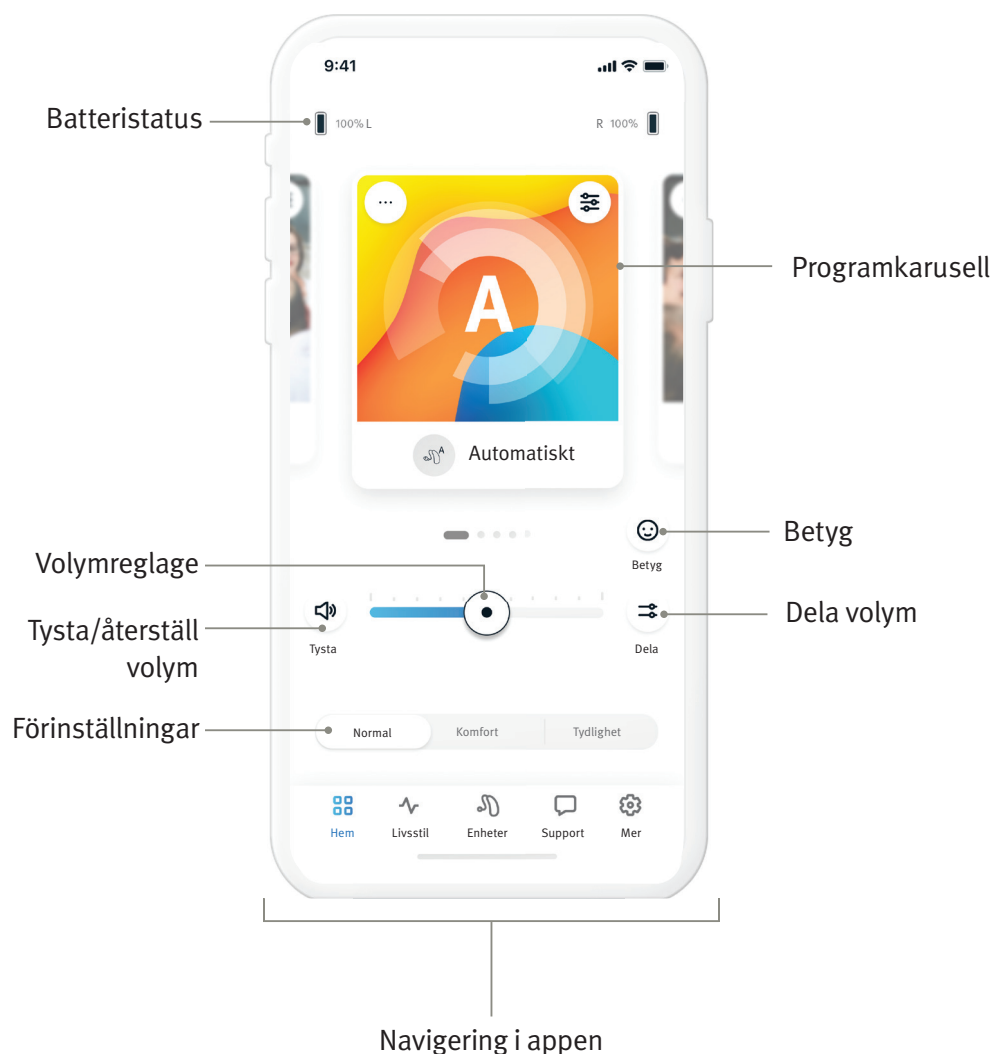 9:41
Batteristatus
100% L
R 100%
...
A
Programkarusell
A
Automatiskt
Betyg
Betyg
Volymreglage
Tysta/återställ
volym
Tysta
Dela volym
Dela
Förinställningar
Normal
Komfort
Tydlighet
Hem
Livsstil
Enheter
Support
Mer
Navigering i appen